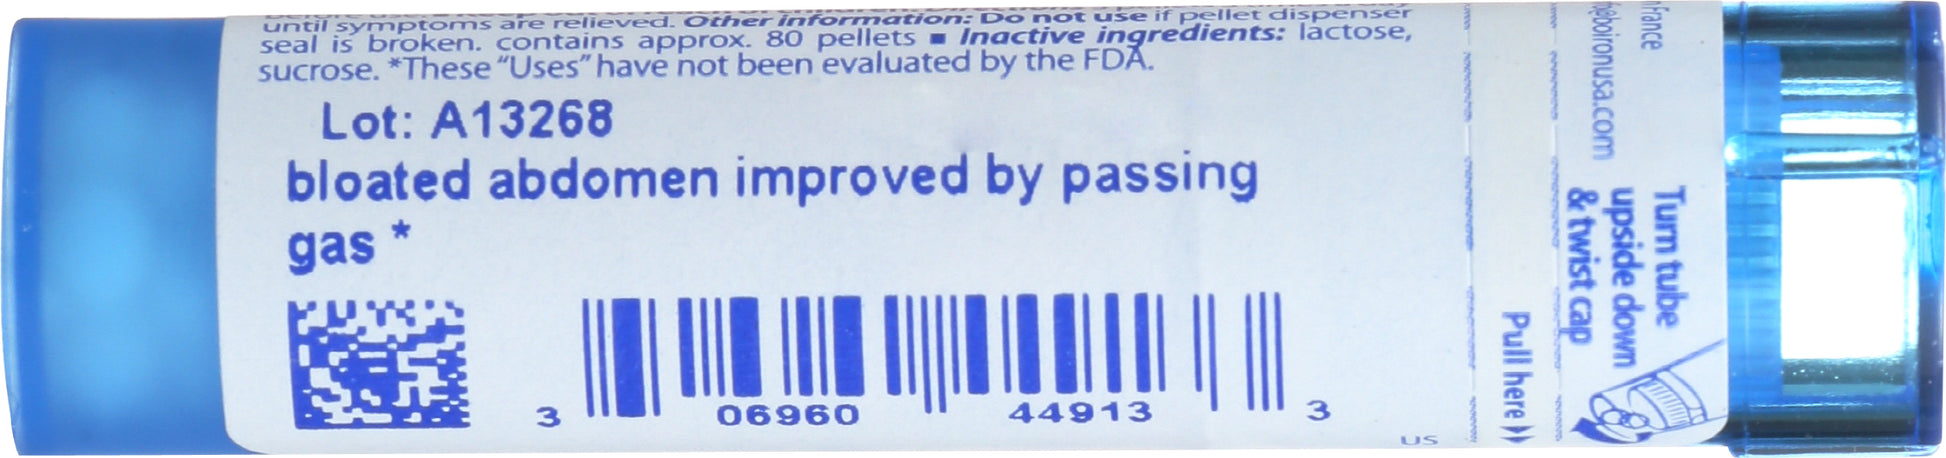 until symptoms are relieved. Other information: Do not use if pellet dispenser
seal is broken. contains approx. 80 pellets ■ Inactive ingredients: lactose,
sucrose. *These “Uses” have not been evaluated by the FDA.
Lot: A13268
bloated abdomen improved by passing
gas *
3 06960 44913 3
US
Pull here
Turn tube
upside down
& twist cap
france
boironusa.com